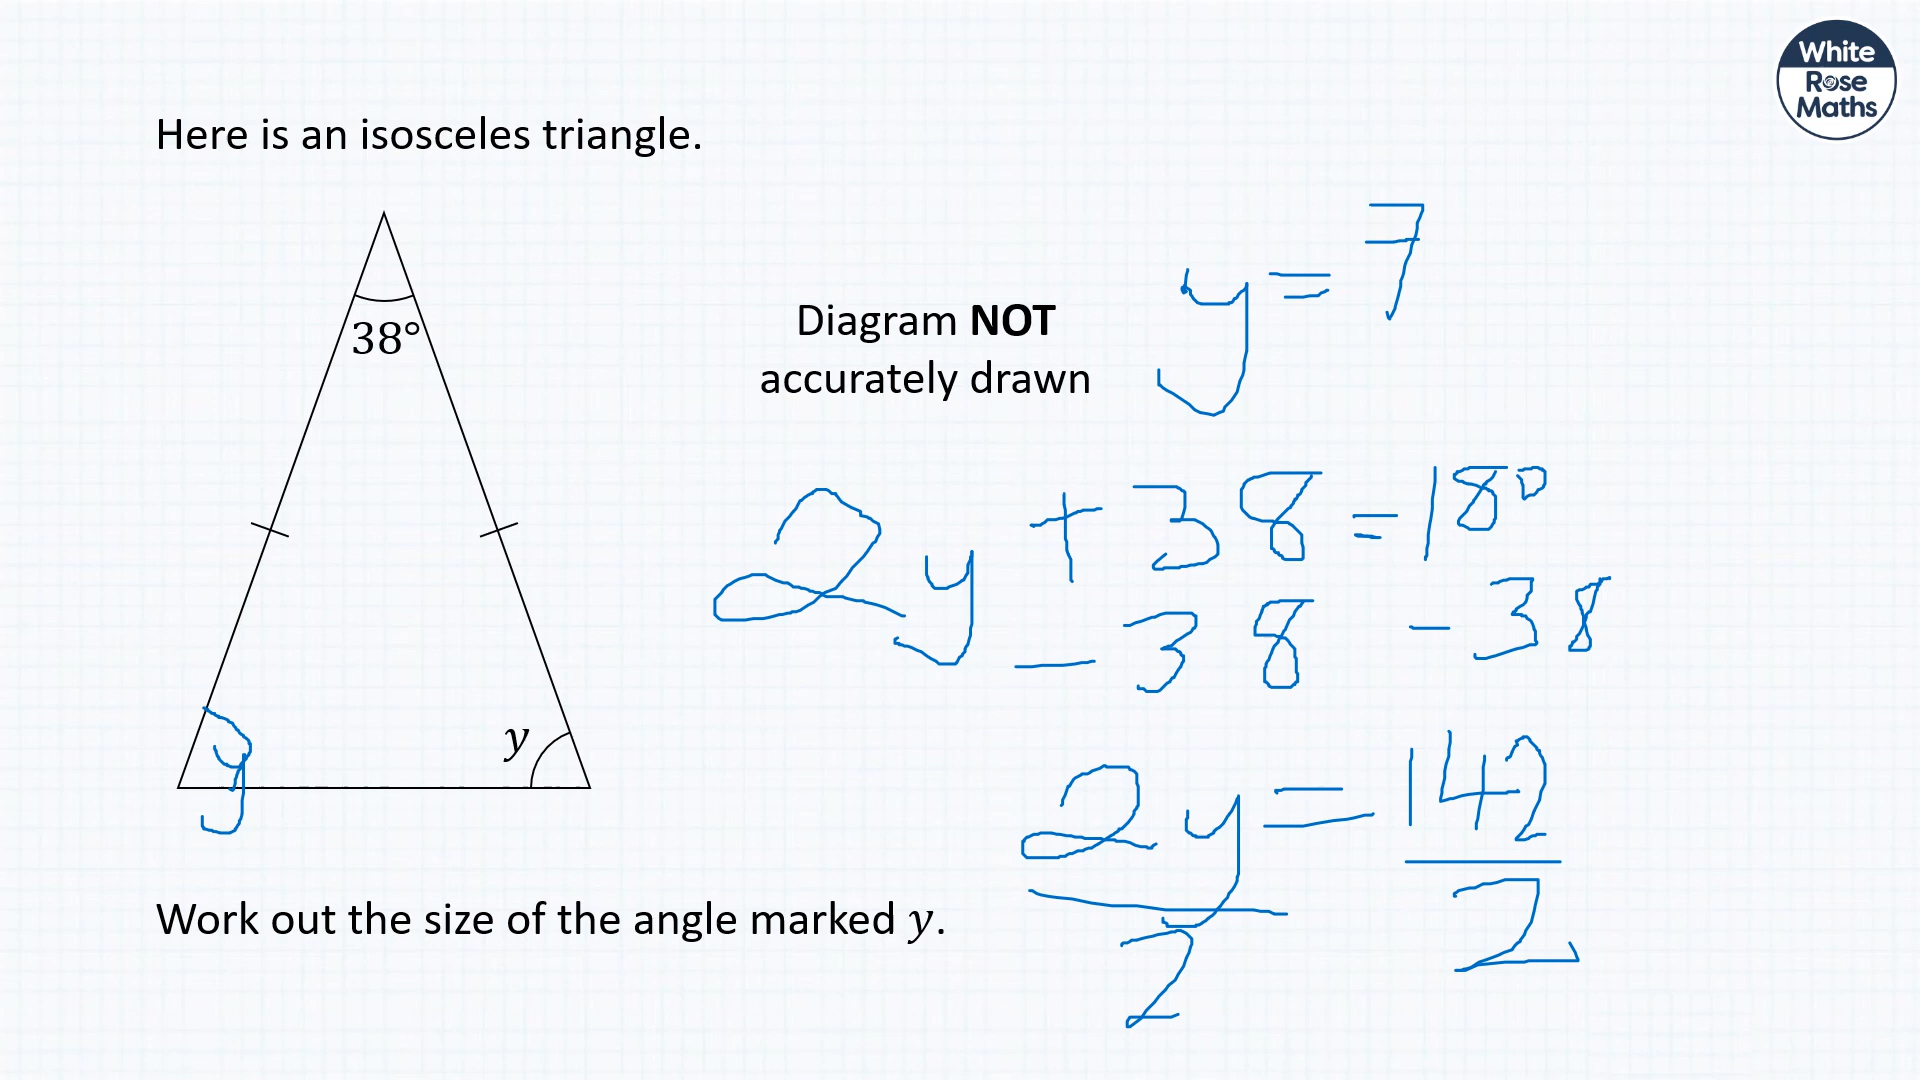 White
Rose
Maths
Here is an isosceles triangle.
38°
y = 7
Diagram NOT
accurately drawn
2y + 38 = 180
- 38 - 38
y
y
2y = 142
2 2
Work out the size of the angle marked y.